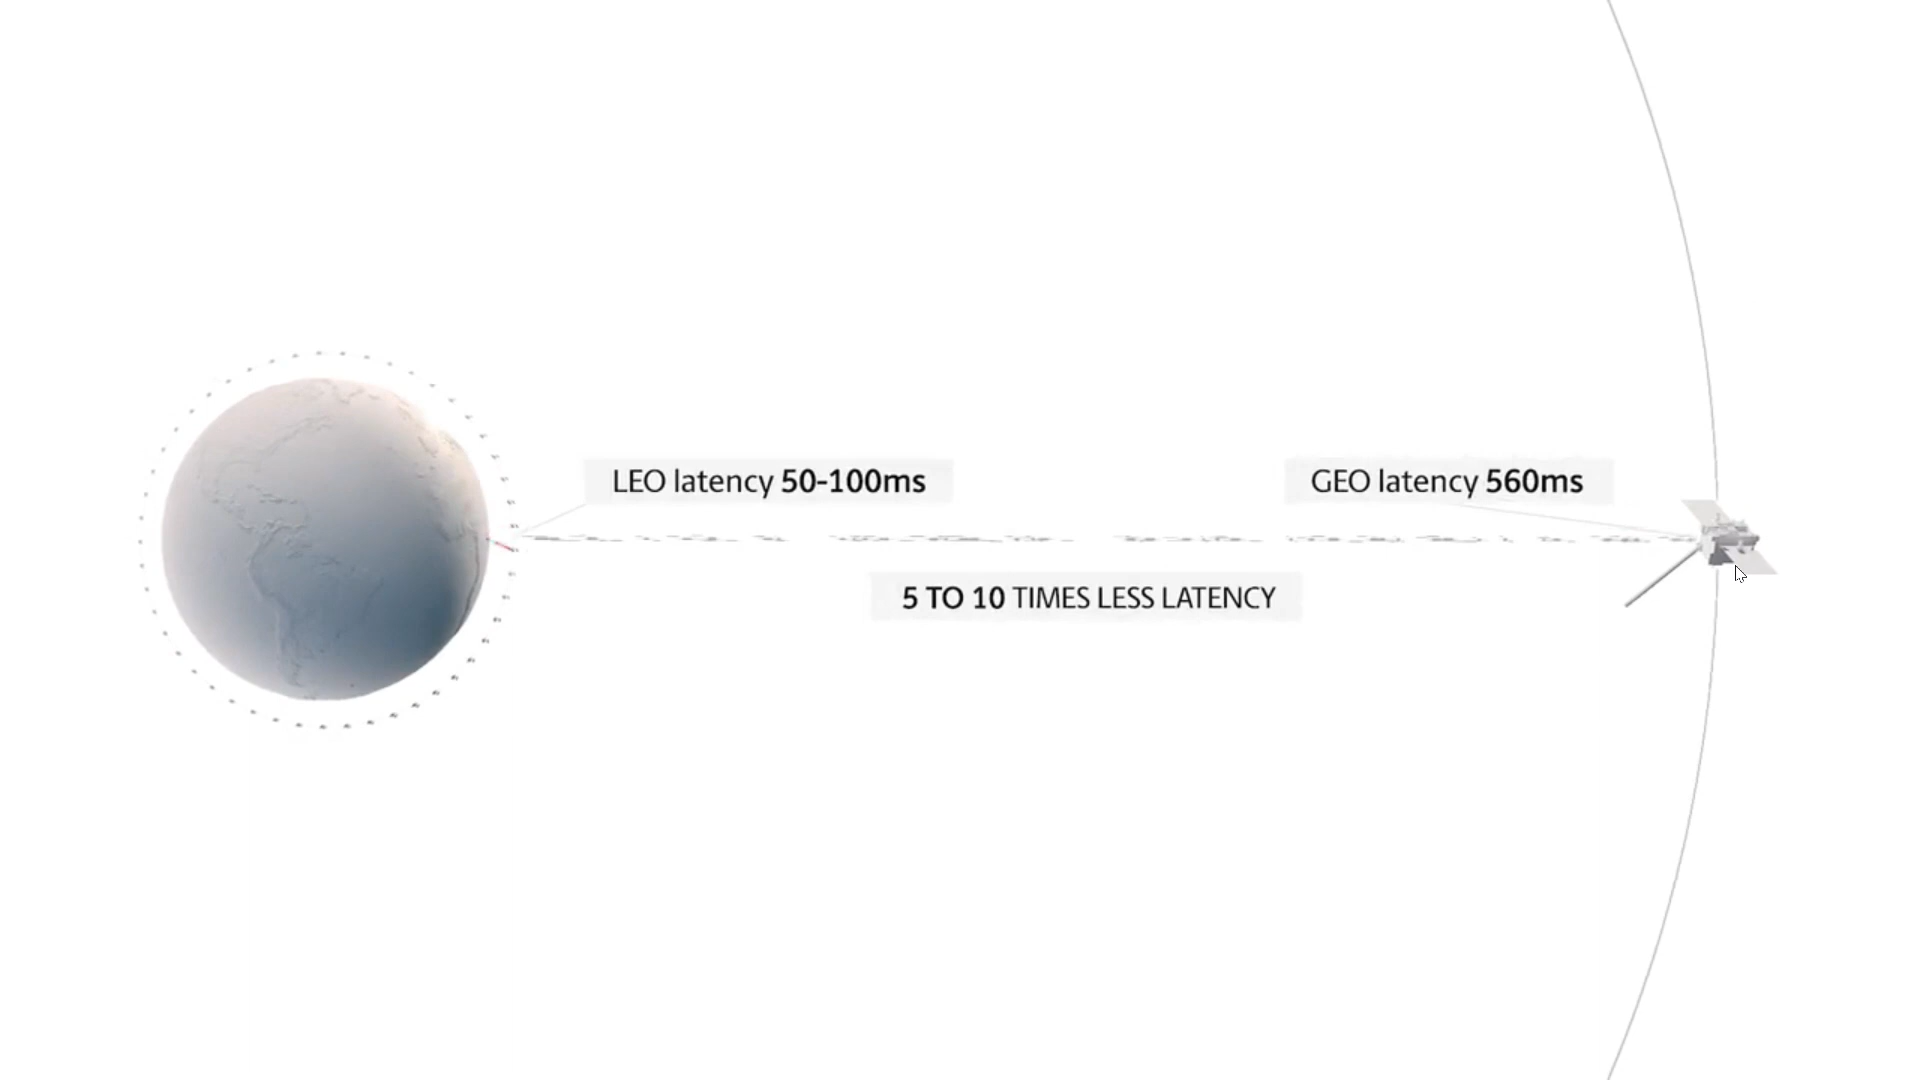 LEO latency 50-100ms
GEO latency 560ms
5 TO 10 TIMES LESS LATENCY